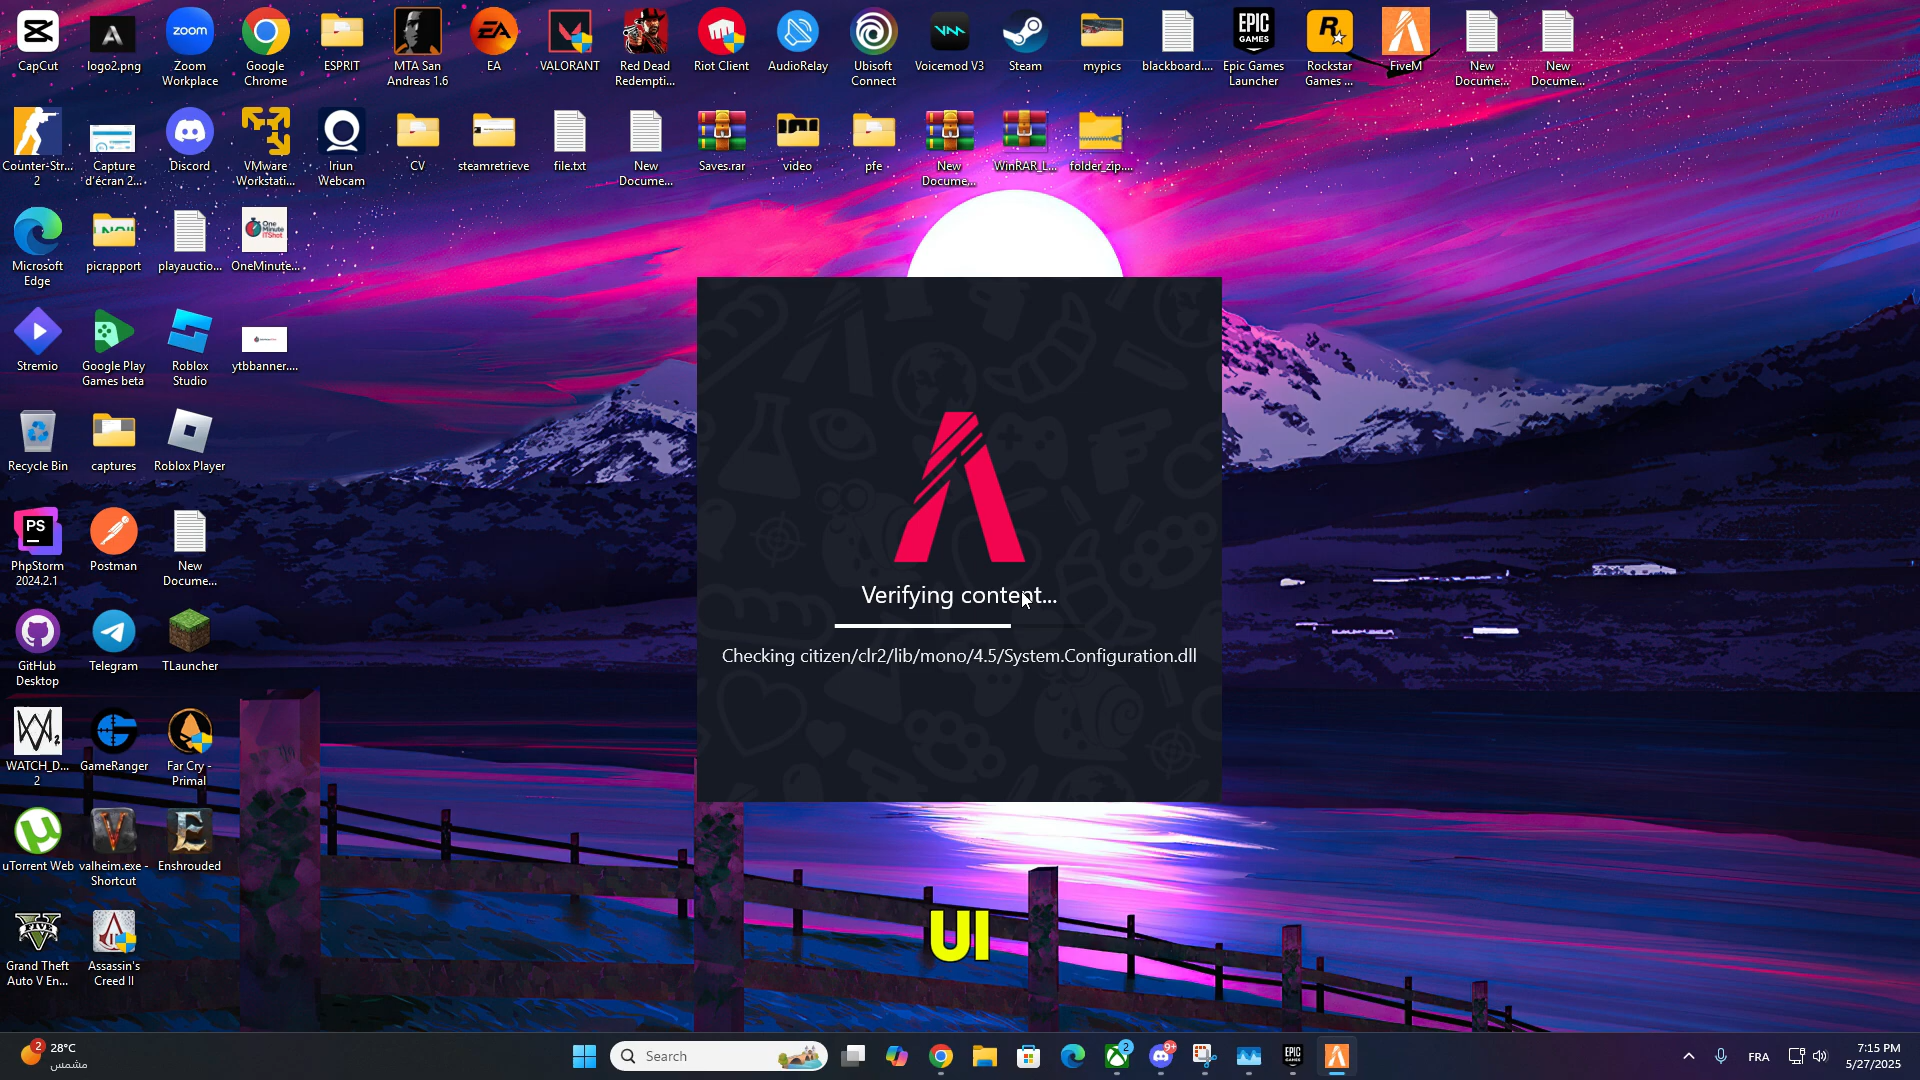 CapCut
logo2.png
Zoom
Workplace
Google
Chrome
ESPRIT
MTA San
Andreas 1.6
EA
VALORANT
Red Dead
Redempti...
Riot Client
AudioRelay
Ubisoft
Connect
Voicemod V3
Steam
mypics
blackboard....
Epic Games
Launcher
Rockstar
Games ...
FiveM
New
Docume...
New
Docume...
Counter-Str...
2
Capture
d'écran 2...
Discord
VMware
Workstati...
Iriun
Webcam
CV
steamretrieve
file.txt
New
Docume...
Saves.rar
video
pfe
New
Docume...
WinRAR_L...
folder_zip....
Microsoft
Edge
picrapport
playauctio...
OneMinute...
Stremio
Google Play
Games beta
Roblox
Studio
ytbbanner....
Recycle Bin
captures
Roblox Player
PhpStorm
2024.2.1
Postman
New
Docume...
GitHub
Desktop
Telegram
TLauncher
WATCH_D...
2
GameRanger
Far Cry -
Primal
uTorrent Web
valheim.exe -
Shortcut
Enshrouded
Grand Theft
Auto V En...
Assassin's
Creed II
Verifying content...
Checking citizen/clr2/lib/mono/4.5/System.Configuration.dll
UI
2
28°C
مشمس
Search
2
9+
FRA
7:15 PM
5/27/2025